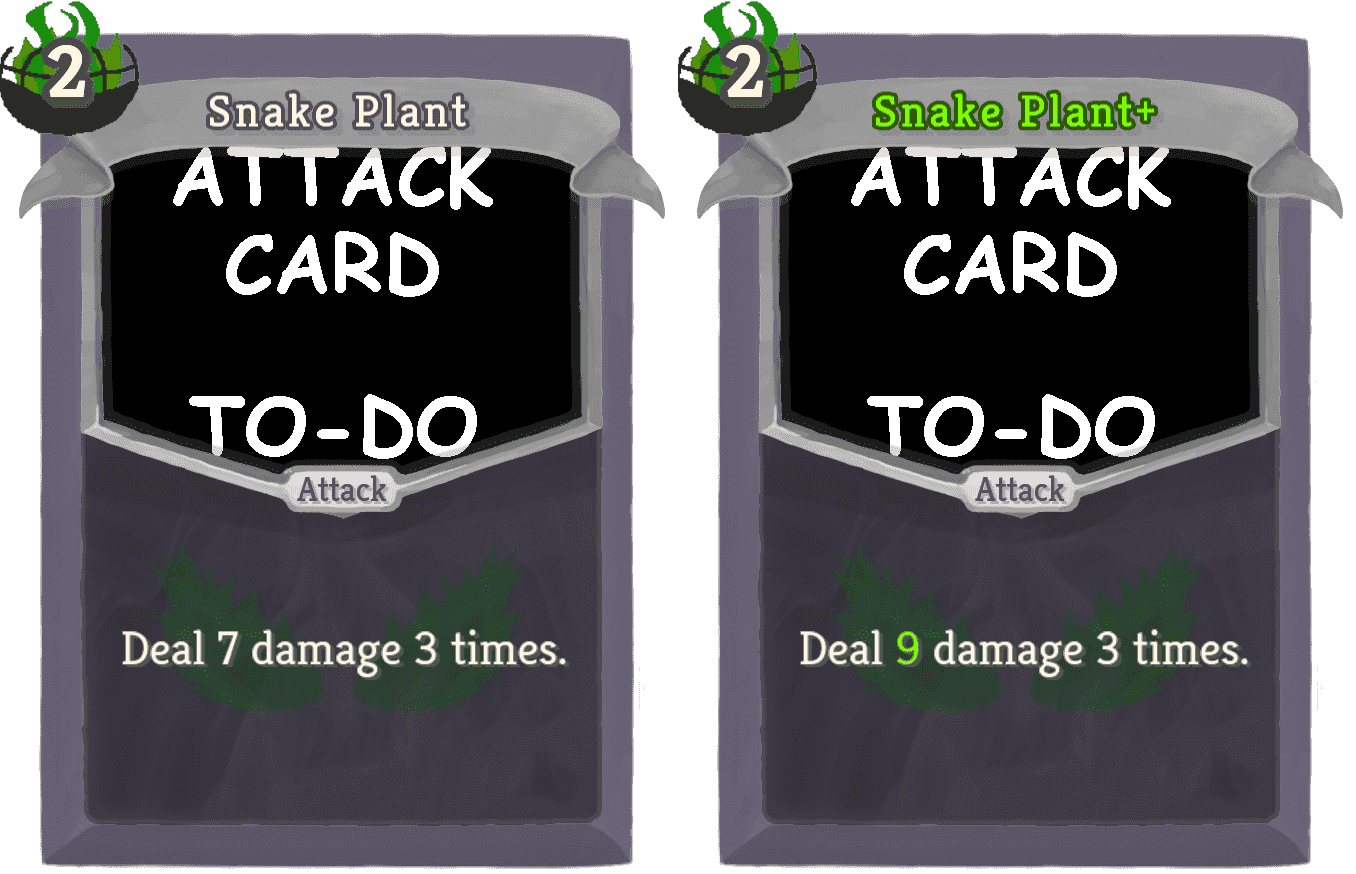 2
Snake Plant
ATTACK
CARD
TO-DO
Attack
Deal 7 damage 3 times.
2
Snake Plant+
ATTACK
CARD
TO-DO
Attack
Deal 9 damage 3 times.